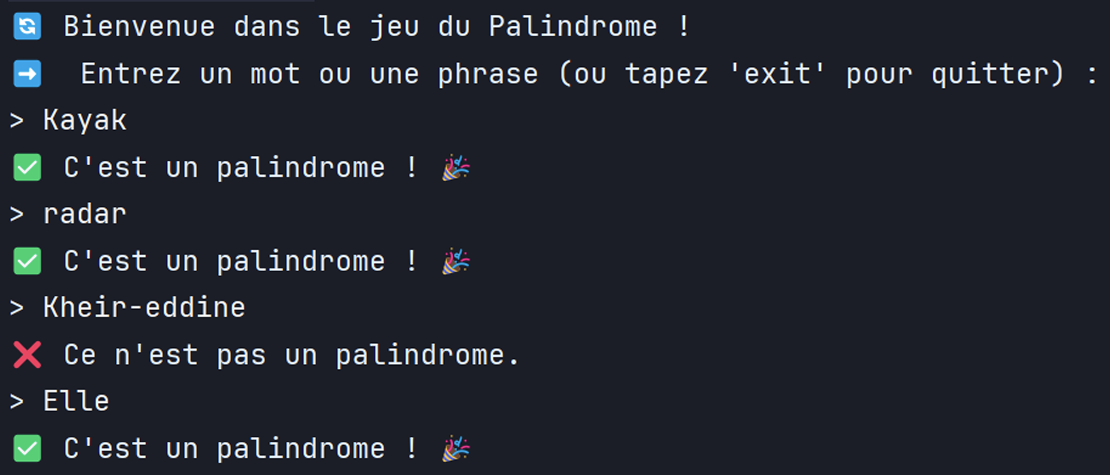 🔄 Bienvenue dans le jeu du Palindrome !
➡️ Entrez un mot ou une phrase (ou tapez 'exit' pour quitter) :
> Kayak
✅ C'est un palindrome ! 🎉
> radar
✅ C'est un palindrome ! 🎉
> Kheir-eddine
❌ Ce n'est pas un palindrome.
> Elle
✅ C'est un palindrome ! 🎉